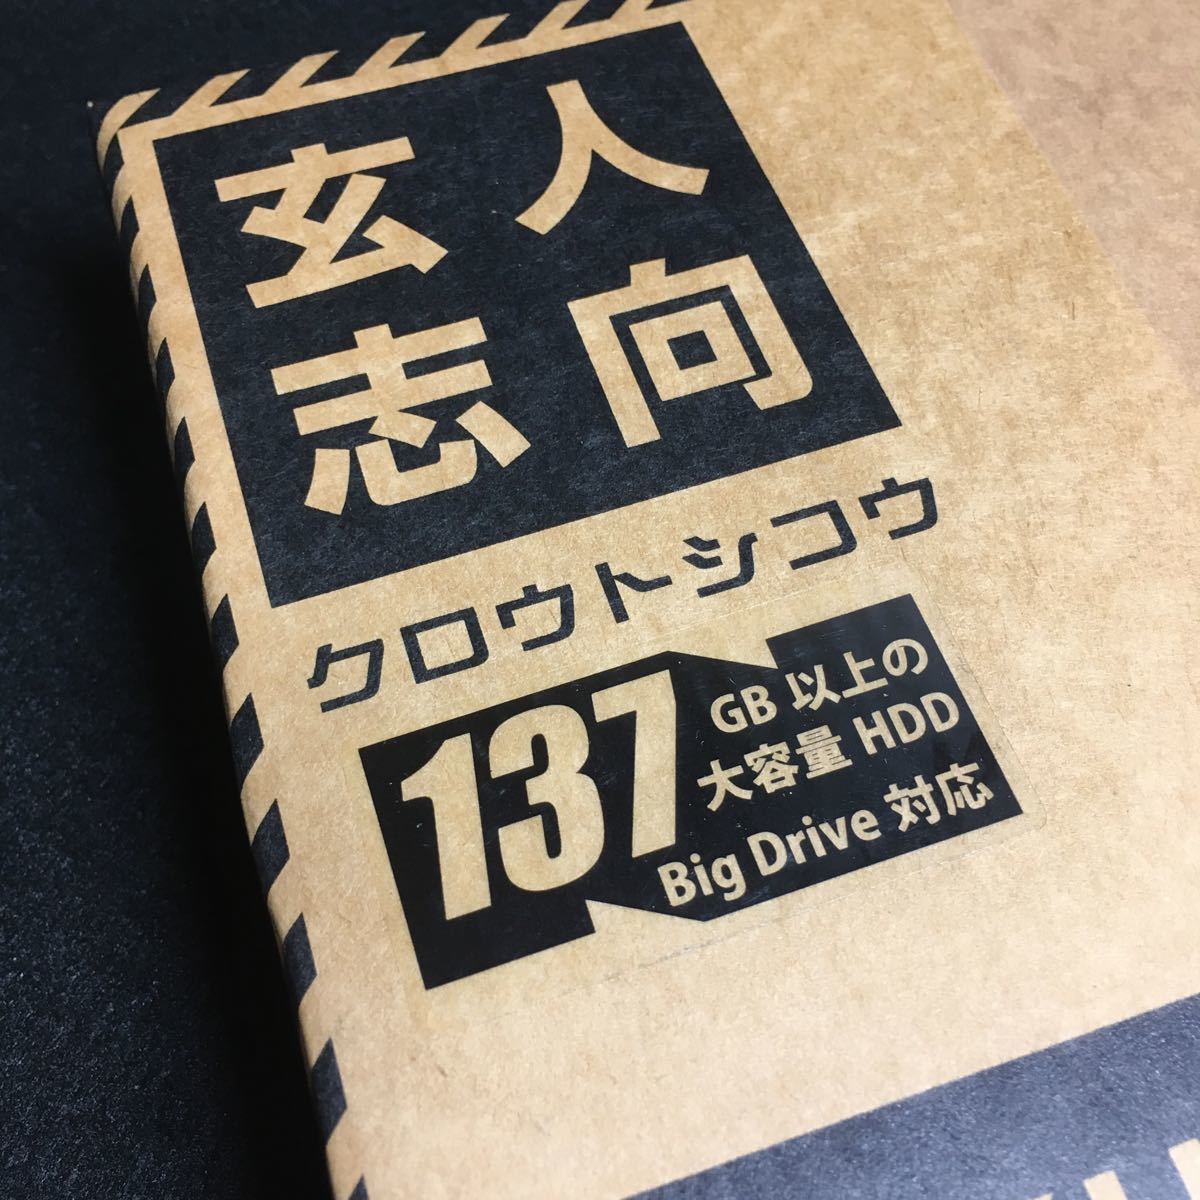 玄人
志向
クロウトシコウ
137
GB 以上の
大容量 HDD
Big Drive 対応